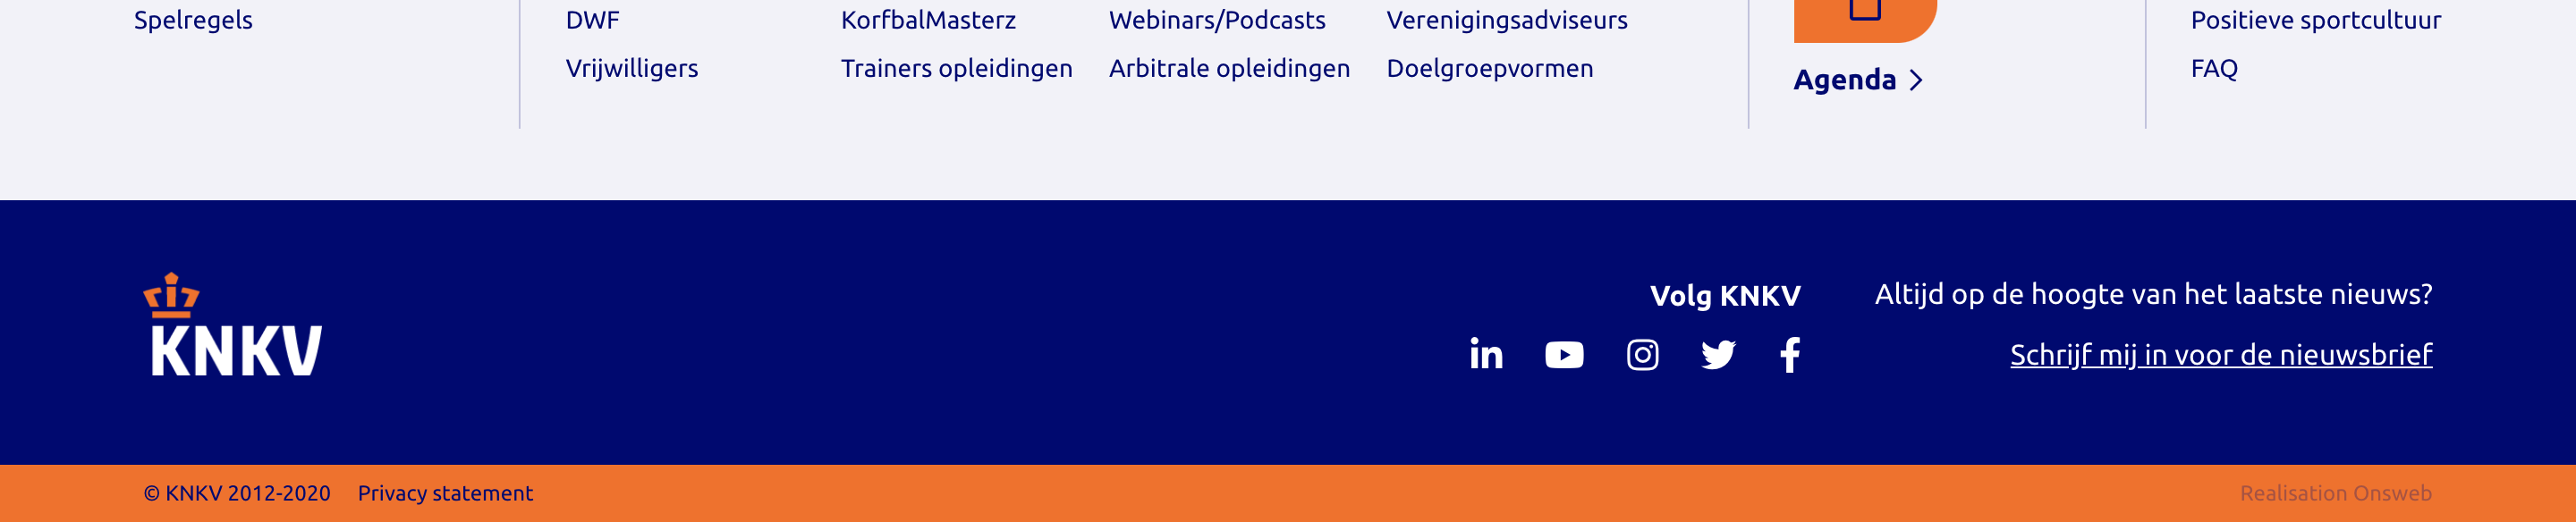 Spelregels
DWF
KorfbalMasterz
Webinars/Podcasts
Verenigingsadviseurs
Positieve sportcultuur
Vrijwilligers
Trainers opleidingen
Arbitrale opleidingen
Doelgroepvormen
Agenda
FAQ
KNKV
Volg KNKV
Altijd op de hoogte van het laatste nieuws?
Schrijf mij in voor de nieuwsbrief
© KNKV 2012-2020
Privacy statement
Realisation Onsweb